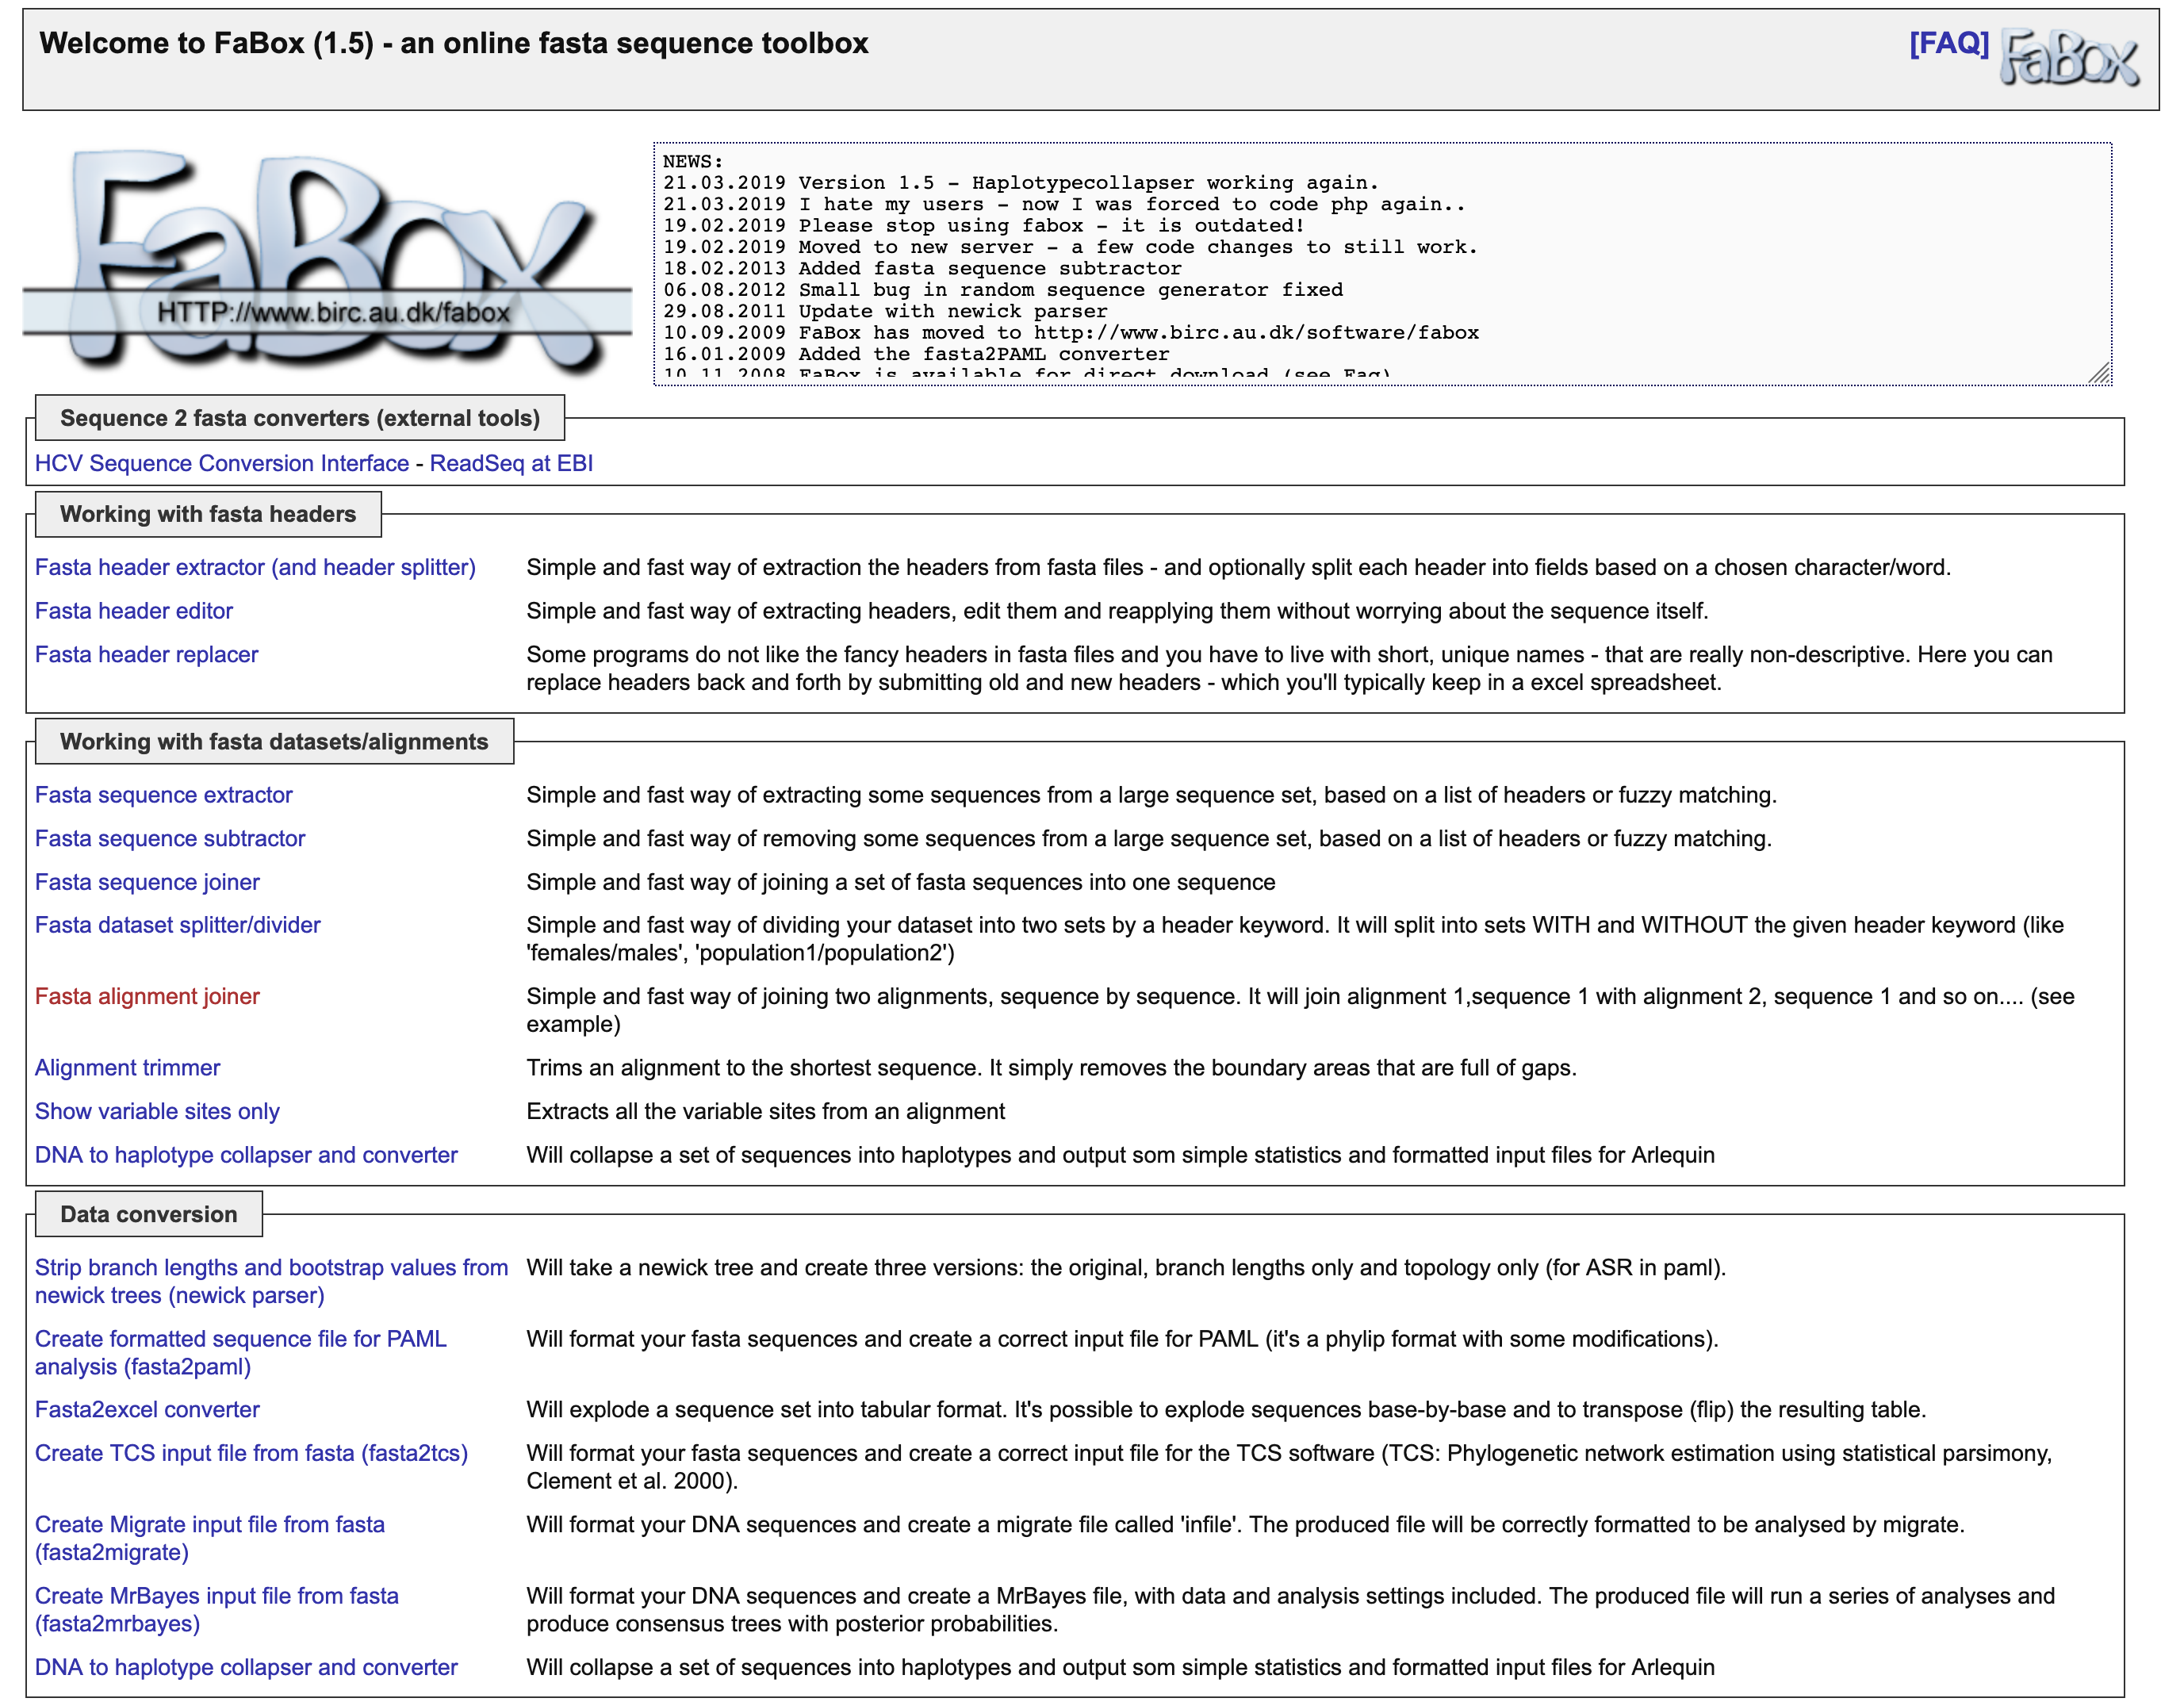 Welcome to FaBox (1.5) - an online fasta sequence toolbox
[FAQ] FaBox
FaBox
HTTP://www.birc.au.dk/fabox
NEWS:
21.03.2019 Version 1.5 - Haplotypecollapser working again.
21.03.2019 I hate my users - now I was forced to code php again..
19.02.2019 Please stop using fabox - it is outdated!
19.02.2019 Moved to new server - a few code changes to still work.
18.02.2013 Added fasta sequence subtractor
06.08.2012 Small bug in random sequence generator fixed
29.08.2011 Update with newick parser
10.09.2009 FaBox has moved to http://www.birc.au.dk/software/fabox
16.01.2009 Added the fasta2PAML converter
10.11.2008 FaBox is available for direct download (see Faq)
Sequence 2 fasta converters (external tools)
HCV Sequence Conversion Interface - ReadSeq at EBI
Working with fasta headers
Fasta header extractor (and header splitter) Simple and fast way of extraction the headers from fasta files - and optionally split each header into fields based on a chosen character/word.
Fasta header editor Simple and fast way of extracting headers, edit them and reapplying them without worrying about the sequence itself.
Fasta header replacer Some programs do not like the fancy headers in fasta files and you have to live with short, unique names - that are really non-descriptive. Here you can
replace headers back and forth by submitting old and new headers - which you'll typically keep in a excel spreadsheet.
Working with fasta datasets/alignments
Fasta sequence extractor Simple and fast way of extracting some sequences from a large sequence set, based on a list of headers or fuzzy matching.
Fasta sequence subtractor Simple and fast way of removing some sequences from a large sequence set, based on a list of headers or fuzzy matching.
Fasta sequence joiner Simple and fast way of joining a set of fasta sequences into one sequence
Fasta dataset splitter/divider Simple and fast way of dividing your dataset into two sets by a header keyword. It will split into sets WITH and WITHOUT the given header keyword (like
'females/males', 'population1/population2')
Fasta alignment joiner Simple and fast way of joining two alignments, sequence by sequence. It will join alignment 1,sequence 1 with alignment 2, sequence 1 and so on.... (see
example)
Alignment trimmer Trims an alignment to the shortest sequence. It simply removes the boundary areas that are full of gaps.
Show variable sites only Extracts all the variable sites from an alignment
DNA to haplotype collapser and converter Will collapse a set of sequences into haplotypes and output som simple statistics and formatted input files for Arlequin
Data conversion
Strip branch lengths and bootstrap values from Will take a newick tree and create three versions: the original, branch lengths only and topology only (for ASR in paml).
newick trees (newick parser)
Create formatted sequence file for PAML Will format your fasta sequences and create a correct input file for PAML (it's a phylip format with some modifications).
analysis (fasta2paml)
Fasta2excel converter Will explode a sequence set into tabular format. It's possible to explode sequences base-by-base and to transpose (flip) the resulting table.
Create TCS input file from fasta (fasta2tcs) Will format your fasta sequences and create a correct input file for the TCS software (TCS: Phylogenetic network estimation using statistical parsimony,
Clement et al. 2000).
Create Migrate input file from fasta Will format your DNA sequences and create a migrate file called 'infile'. The produced file will be correctly formatted to be analysed by migrate.
(fasta2migrate)
Create MrBayes input file from fasta Will format your DNA sequences and create a MrBayes file, with data and analysis settings included. The produced file will run a series of analyses and
(fasta2mrbayes) produce consensus trees with posterior probabilities.
DNA to haplotype collapser and converter Will collapse a set of sequences into haplotypes and output som simple statistics and formatted input files for Arlequin